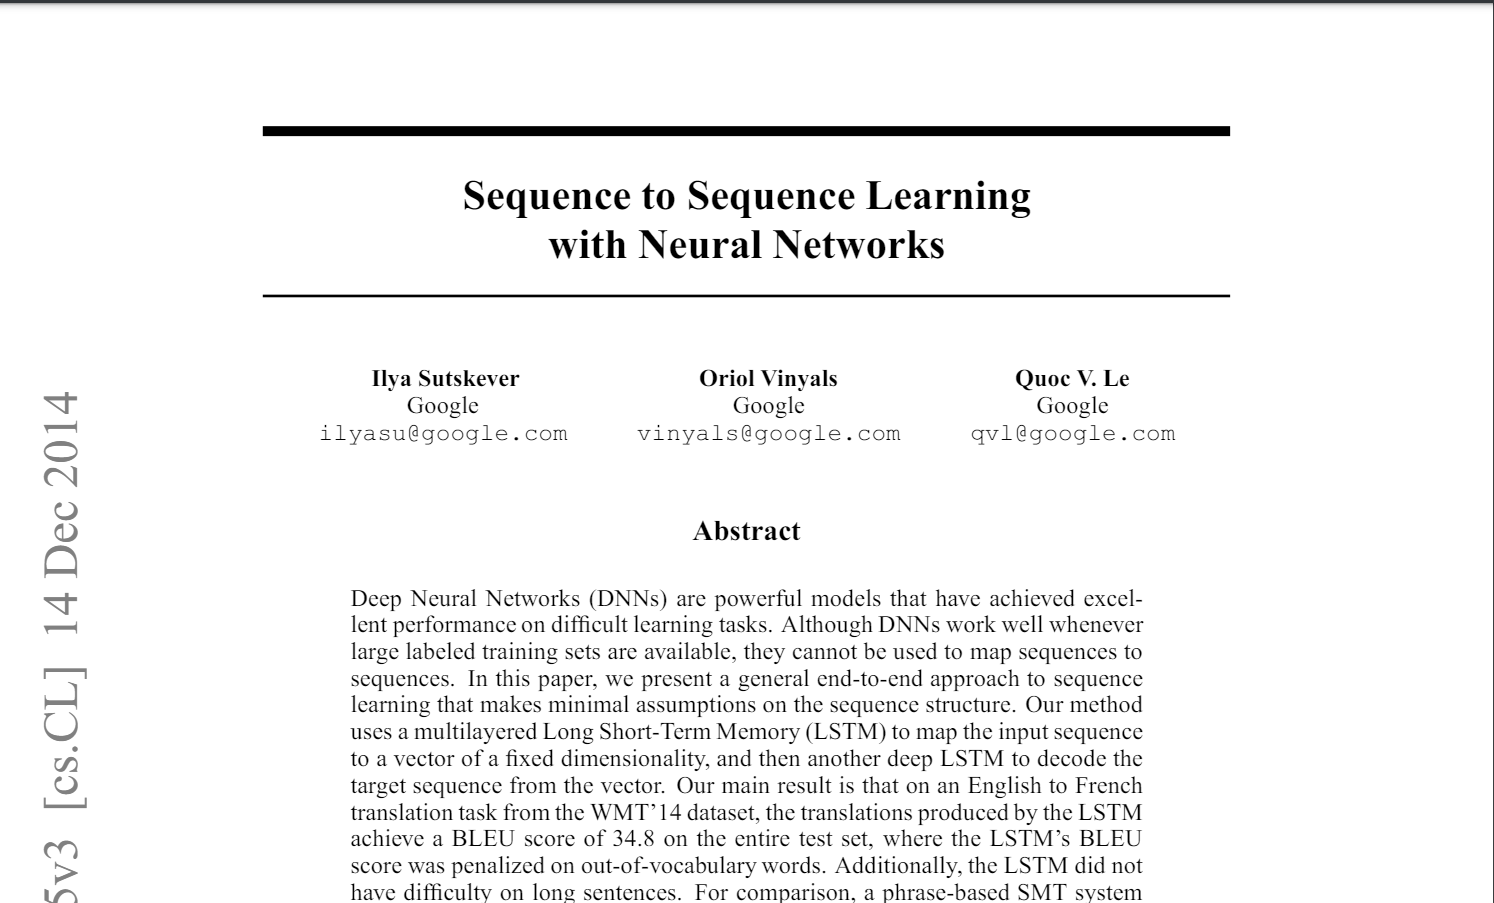 Sequence to Sequence Learning
with Neural Networks
Ilya Sutskever
Google
ilyasu@google.com
Oriol Vinyals
Google
vinyals@google.com
Quoc V. Le
Google
qvl@google.com
Abstract
Deep Neural Networks (DNNs) are powerful models that have achieved excel-
lent performance on difficult learning tasks. Although DNNs work well whenever
large labeled training sets are available, they cannot be used to map sequences to
sequences. In this paper, we present a general end-to-end approach to sequence
learning that makes minimal assumptions on the sequence structure. Our method
uses a multilayered Long Short-Term Memory (LSTM) to map the input sequence
to a vector of a fixed dimensionality, and then another deep LSTM to decode the
target sequence from the vector. Our main result is that on an English to French
translation task from the WMT’14 dataset, the translations produced by the LSTM
achieve a BLEU score of 34.8 on the entire test set, where the LSTM’s BLEU
score was penalized on out-of-vocabulary words. Additionally, the LSTM did not
have difficulty on long sentences. For comparison, a phrase-based SMT system
5v3 [cs.CL] 14 Dec 2014